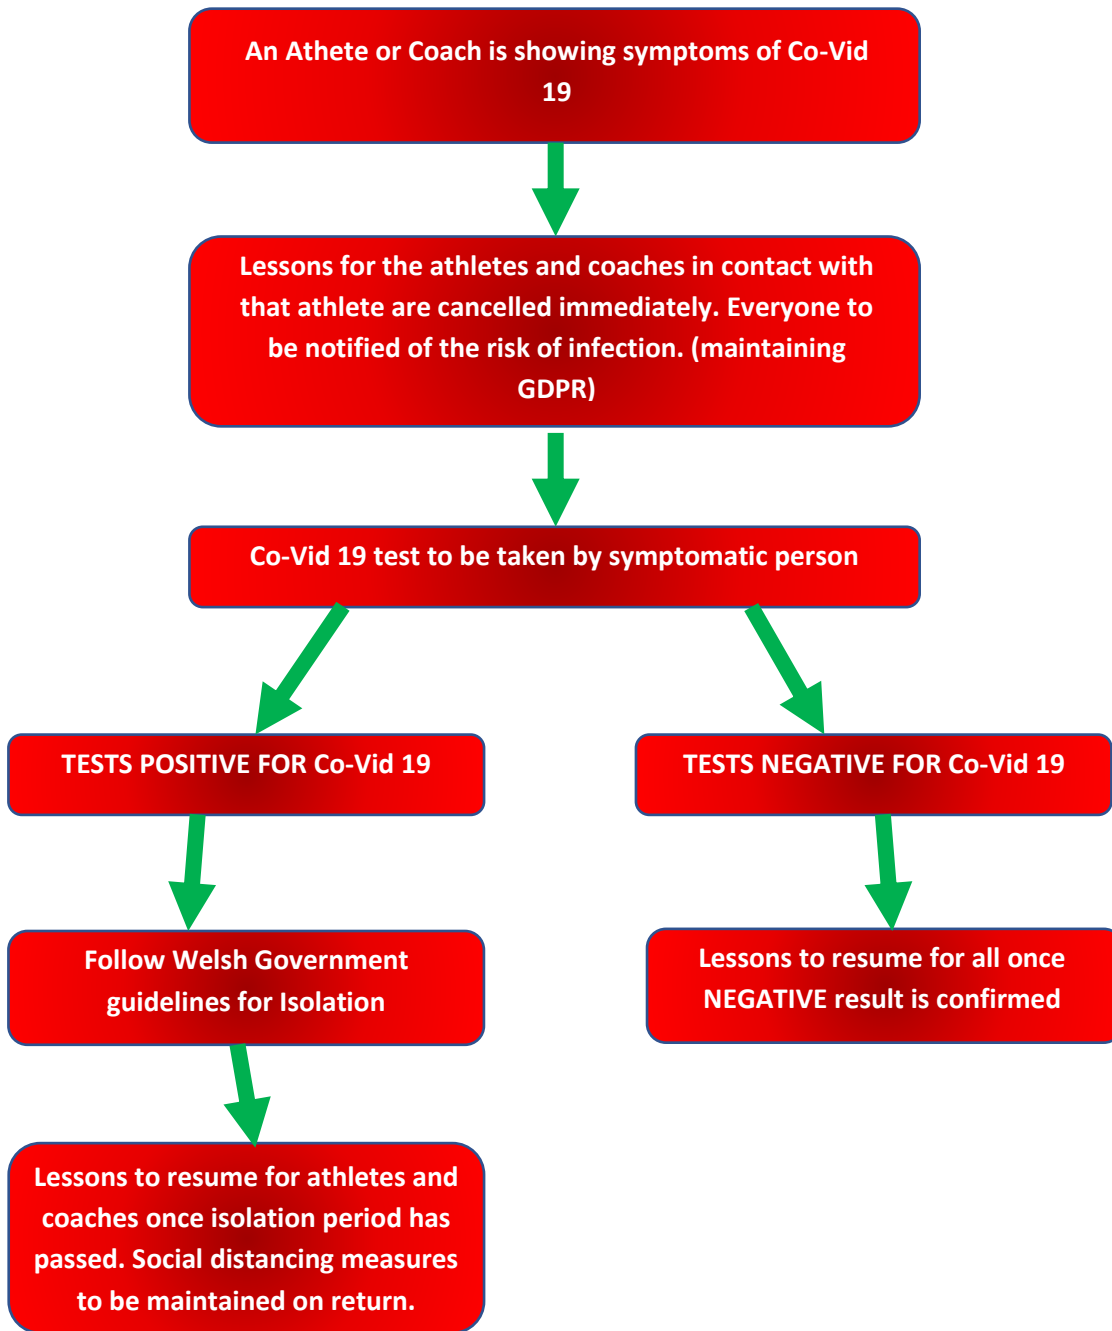 An Athete or Coach is showing symptoms of Co-Vid
19
Lessons for the athletes and coaches in contact with
that athlete are cancelled immediately. Everyone to
be notified of the risk of infection. (maintaining
GDPR)
Co-Vid 19 test to be taken by symptomatic person
TESTS POSITIVE FOR Co-Vid 19
TESTS NEGATIVE FOR Co-Vid 19
Follow Welsh Government
guidelines for Isolation
Lessons to resume for all once
NEGATIVE result is confirmed
Lessons to resume for athletes and
coaches once isolation period has
passed. Social distancing measures
to be maintained on return.